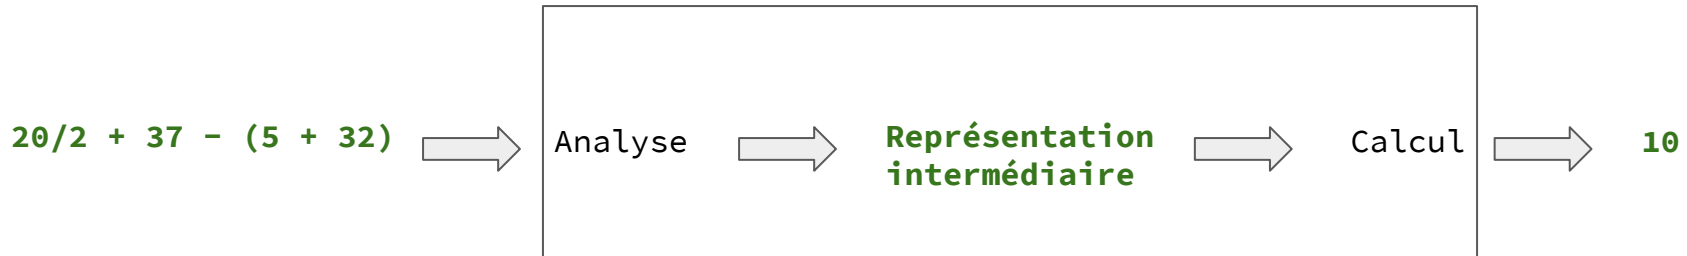 20/2 + 37 - (5 + 32)
Analyse
Représentation
intermédiaire
Calcul
10